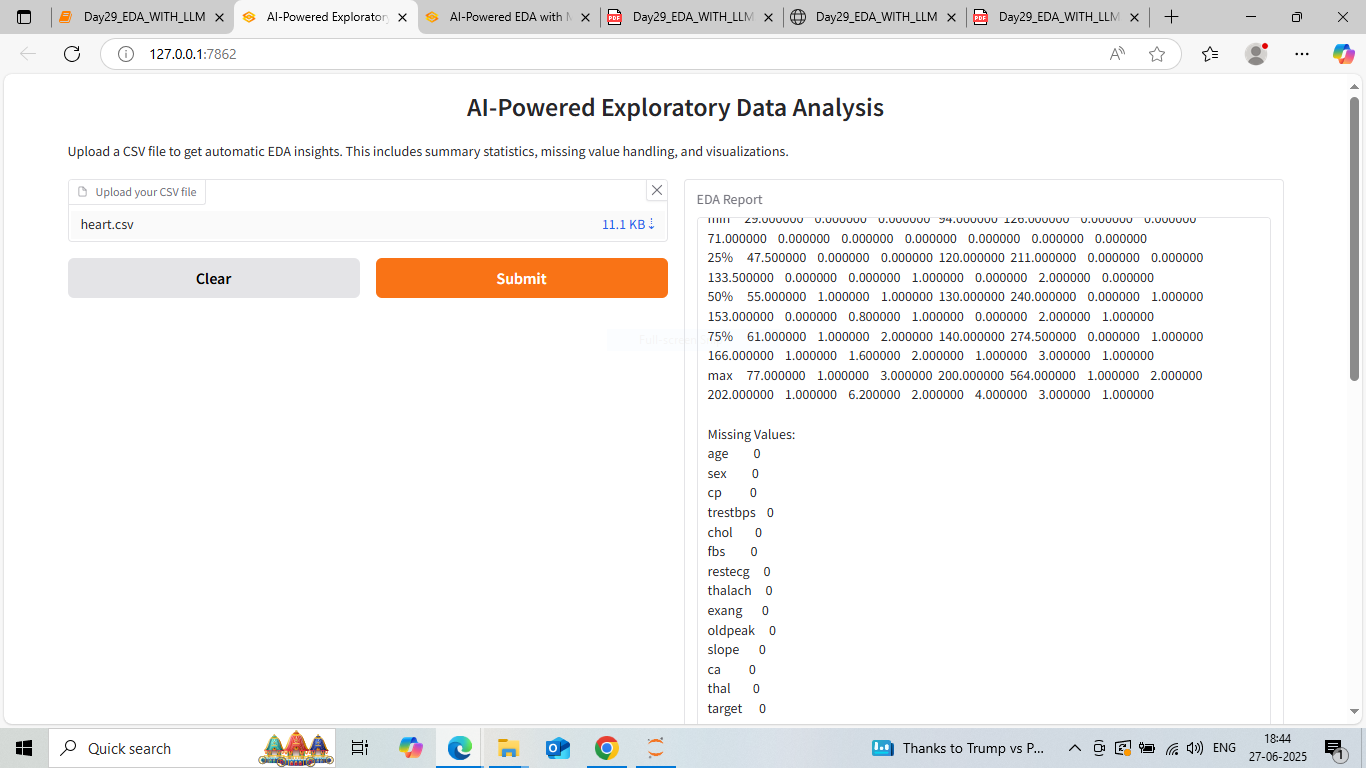 Day29_EDA_WITH_LLM
AI-Powered Exploratory
AI-Powered EDA with
Day29_EDA_WITH_LLM
Day29_EDA_WITH_LLM
Day29_EDA_WITH_LLM
127.0.0.1:7862
AI-Powered Exploratory Data Analysis
Upload a CSV file to get automatic EDA insights. This includes summary statistics, missing value handling, and visualizations.
Upload your CSV file
heart.csv 11.1 KB ⇣
Clear
Submit
EDA Report
min 29.000000 0.000000 0.000000 94.000000 126.000000 0.000000 0.000000
71.000000 0.000000 0.000000 0.000000 0.000000 0.000000 0.000000
25% 47.500000 0.000000 0.000000 120.000000 211.000000 0.000000 0.000000
133.500000 0.000000 0.000000 1.000000 0.000000 2.000000 0.000000
50% 55.000000 1.000000 1.000000 130.000000 240.000000 0.000000 1.000000
153.000000 0.000000 0.800000 1.000000 0.000000 2.000000 1.000000
75% 61.000000 1.000000 2.000000 140.000000 274.500000 0.000000 1.000000
166.000000 1.000000 1.600000 2.000000 1.000000 3.000000 1.000000
max 77.000000 1.000000 3.000000 200.000000 564.000000 1.000000 2.000000
202.000000 1.000000 6.200000 2.000000 4.000000 3.000000 1.000000
Missing Values:
age 0
sex 0
cp 0
trestbps 0
chol 0
fbs 0
restecg 0
thalach 0
exang 0
oldpeak 0
slope 0
ca 0
thal 0
target 0
Quick search
Thanks to Trump vs P...
ENG
18:44
27-06-2025
1